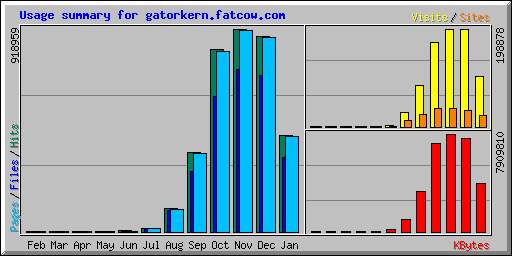 Usage summary for gatorkern.fatcow.com
Visits / Sites
918959
198878
Pages / Files / Hits
7909810
Feb Mar Apr May Jun Jul Aug Sep Oct Nov Dec Jan
KBytes